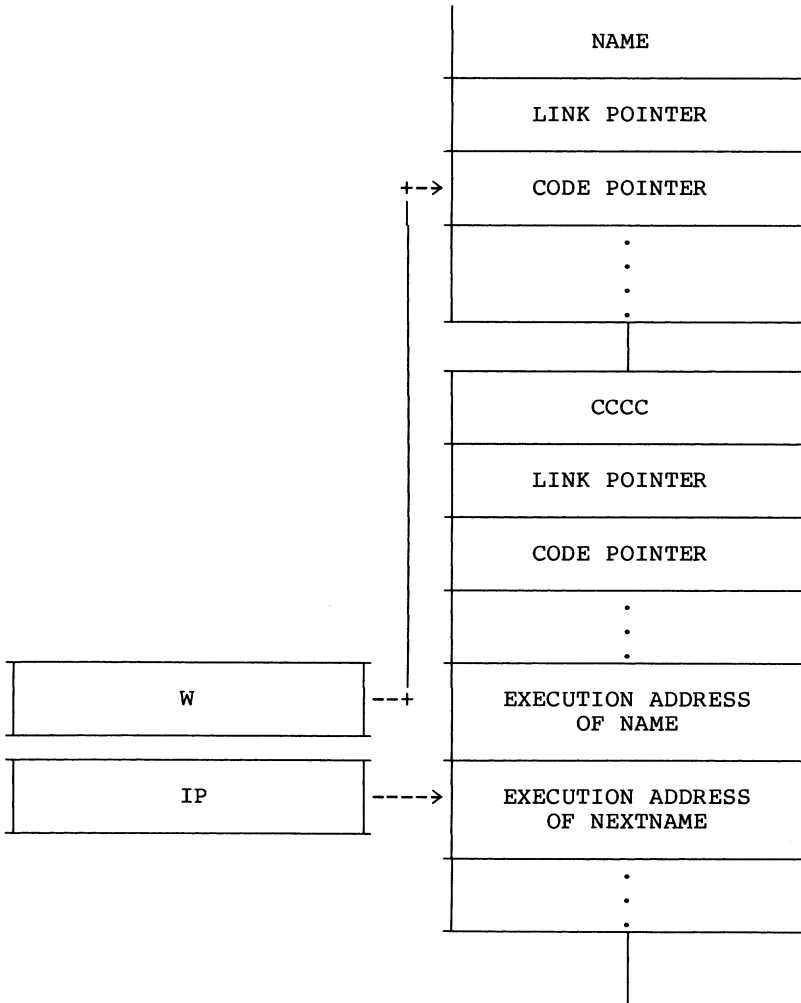 NAME
LINK POINTER
CODE POINTER
CCCC
LINK POINTER
CODE POINTER
W
EXECUTION ADDRESS
OF NAME
IP
EXECUTION ADDRESS
OF NEXTNAME